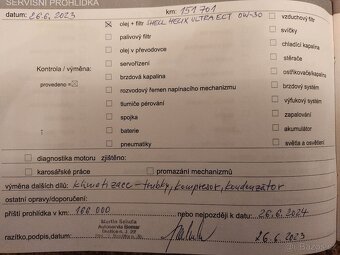 SERVISNÍ PROHLÍDKA
datum: 26.6.2023 km: 151 701
olej + filtr SHELL HELIX ULTRA ECT 0W-30 vzduchový filtr
palivový filtr svíčky
olej v převodovce chladící kapalina
Kontrola / výměna: servořízení stěrače
provedeno = brzdová kapalina ostřikovače/kapalina
rozvodový řemen napínacího mechanizmu brzdový systém
tlumiče pérování výfukový systém
spojka zapalování
baterie akumulátor
pneumatiky světla a osvětlení
diagnostika motoru zjištěno:
karosářské práce promazání mechanizmů
výměna dalších dílů: klimatizace - trubky, kompresor, kondenzátor
ostatní opravy/doporučení:
příští prohlídka v km: 160.000 nebo nejpozději k datu: 26.6.2024
Martin
razítko, podpis, datum: 26.6.2023